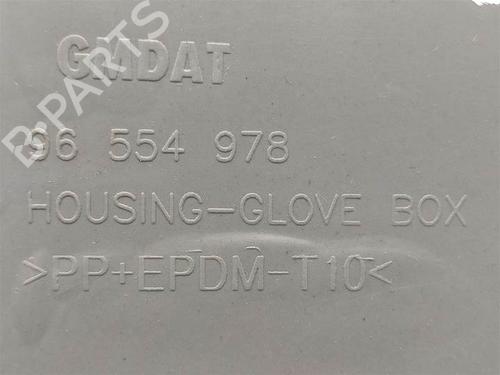 B-PARTS
GMDAT
96 554 978
HOUSING-GLOVE BOX
>PP+EPDM-T10<